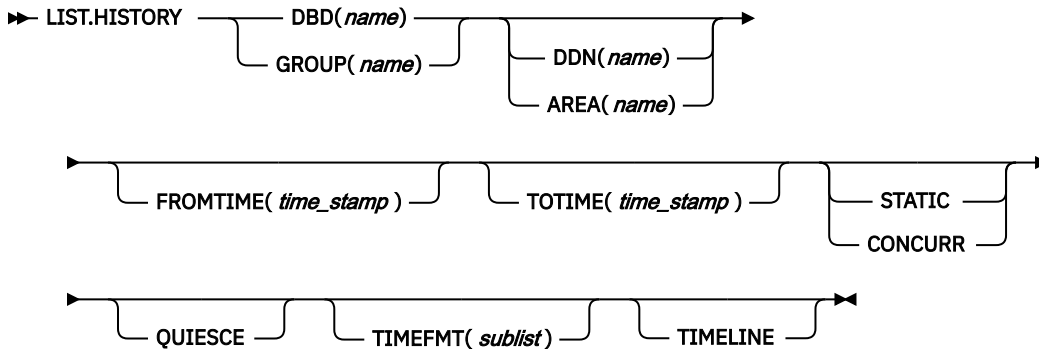 LIST.HISTORY DBD( name)
GROUP( name)
DDN( name)
AREA( name)
FROMTIME( time_stamp )
TOTIME( time_stamp )
STATIC
CONCURR
QUIESCE
TIMEFMT( sublist )
TIMELINE